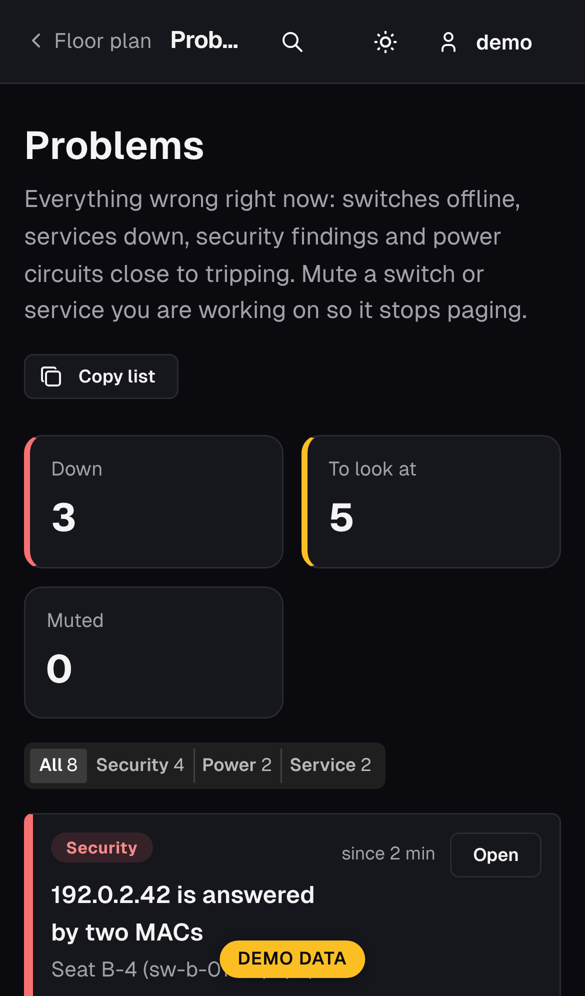 Floor plan Prob... demo
Problems
Everything wrong right now: switches offline,
services down, security findings and power
circuits close to tripping. Mute a switch or
service you are working on so it stops paging.
Copy list
Down To look at
3 5
Muted
0
All 8 Security 4 Power 2 Service 2
Security since 2 min Open
192.0.2.42 is answered
by two MACs
Seat B-4
DEMO DATA